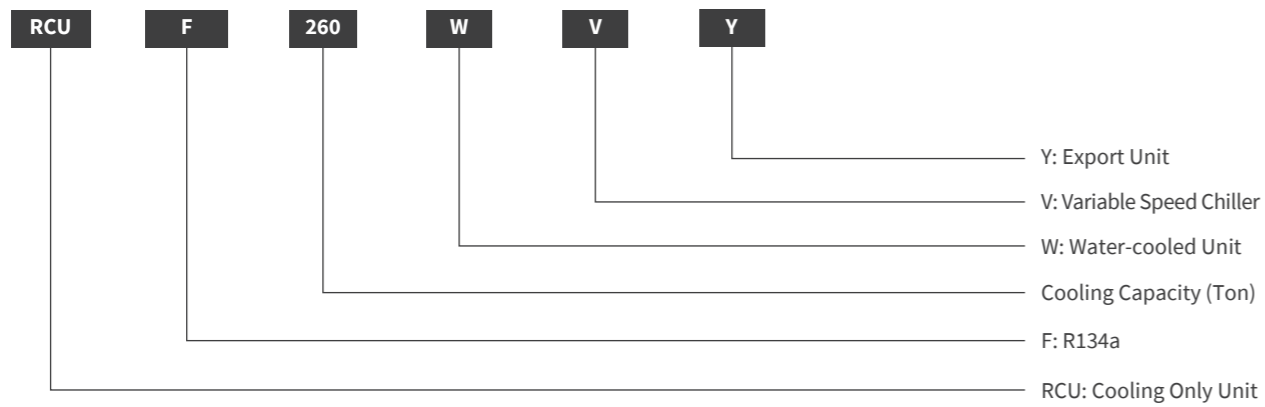 RCU F 260 W V Y
Y: Export Unit
V: Variable Speed Chiller
W: Water-cooled Unit
Cooling Capacity (Ton)
F: R134a
RCU: Cooling Only Unit